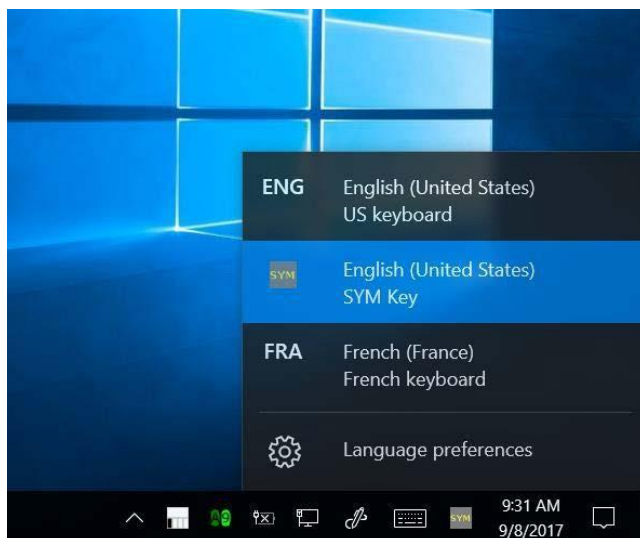 ENG
English (United States)
US keyboard
SYM
English (United States)
SYM Key
FRA
French (France)
French keyboard
Language preferences
SYM
9:31 AM
9/8/2017